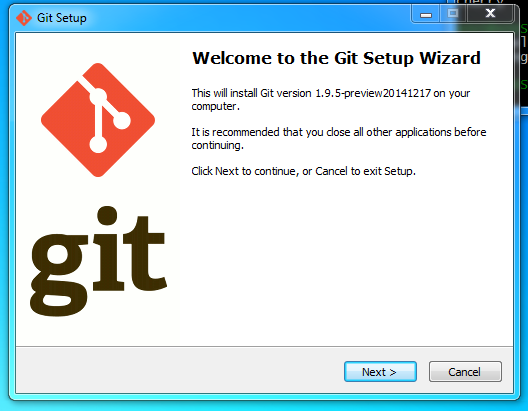 Git Setup
Welcome to the Git Setup Wizard
This will install Git version 1.9.5-preview20141217 on your
computer.
It is recommended that you close all other applications before
continuing.
Click Next to continue, or Cancel to exit Setup.
git
Next >
Cancel